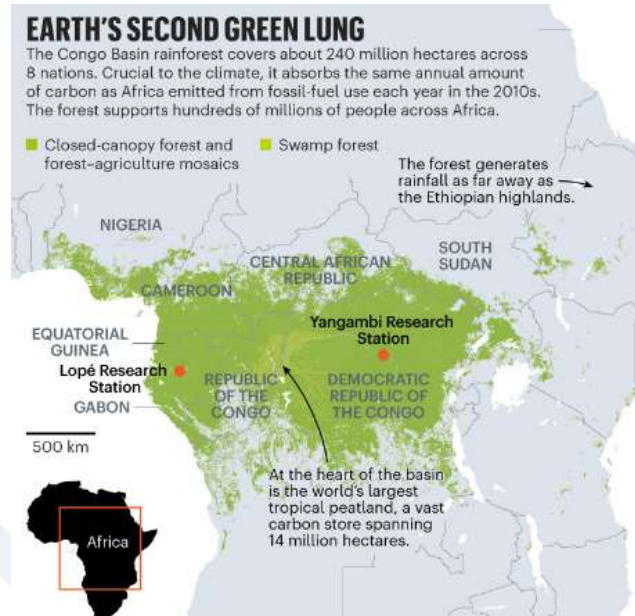 EARTH'S SECOND GREEN LUNG
The Congo Basin rainforest covers about 240 million hectares across
8 nations. Crucial to the climate, it absorbs the same annual amount
of carbon as Africa emitted from fossil-fuel use each year in the 2010s.
The forest supports hundreds of millions of people across Africa.
Closed-canopy forest and
forest–agriculture mosaics
Swamp forest
The forest generates
rainfall as far away as
the Ethiopian highlands.
NIGERIA
SOUTH
SUDAN
CENTRAL AFRICAN
REPUBLIC
CAMEROON
Yangambi Research
Station
EQUATORIAL
GUINEA
Lopé Research
Station
REPUBLIC
OF THE
CONGO
DEMOCRATIC
REPUBLIC OF
THE CONGO
GABON
500 km
At the heart of the basin
is the world's largest
tropical peatland, a vast
carbon store spanning
14 million hectares.
Africa